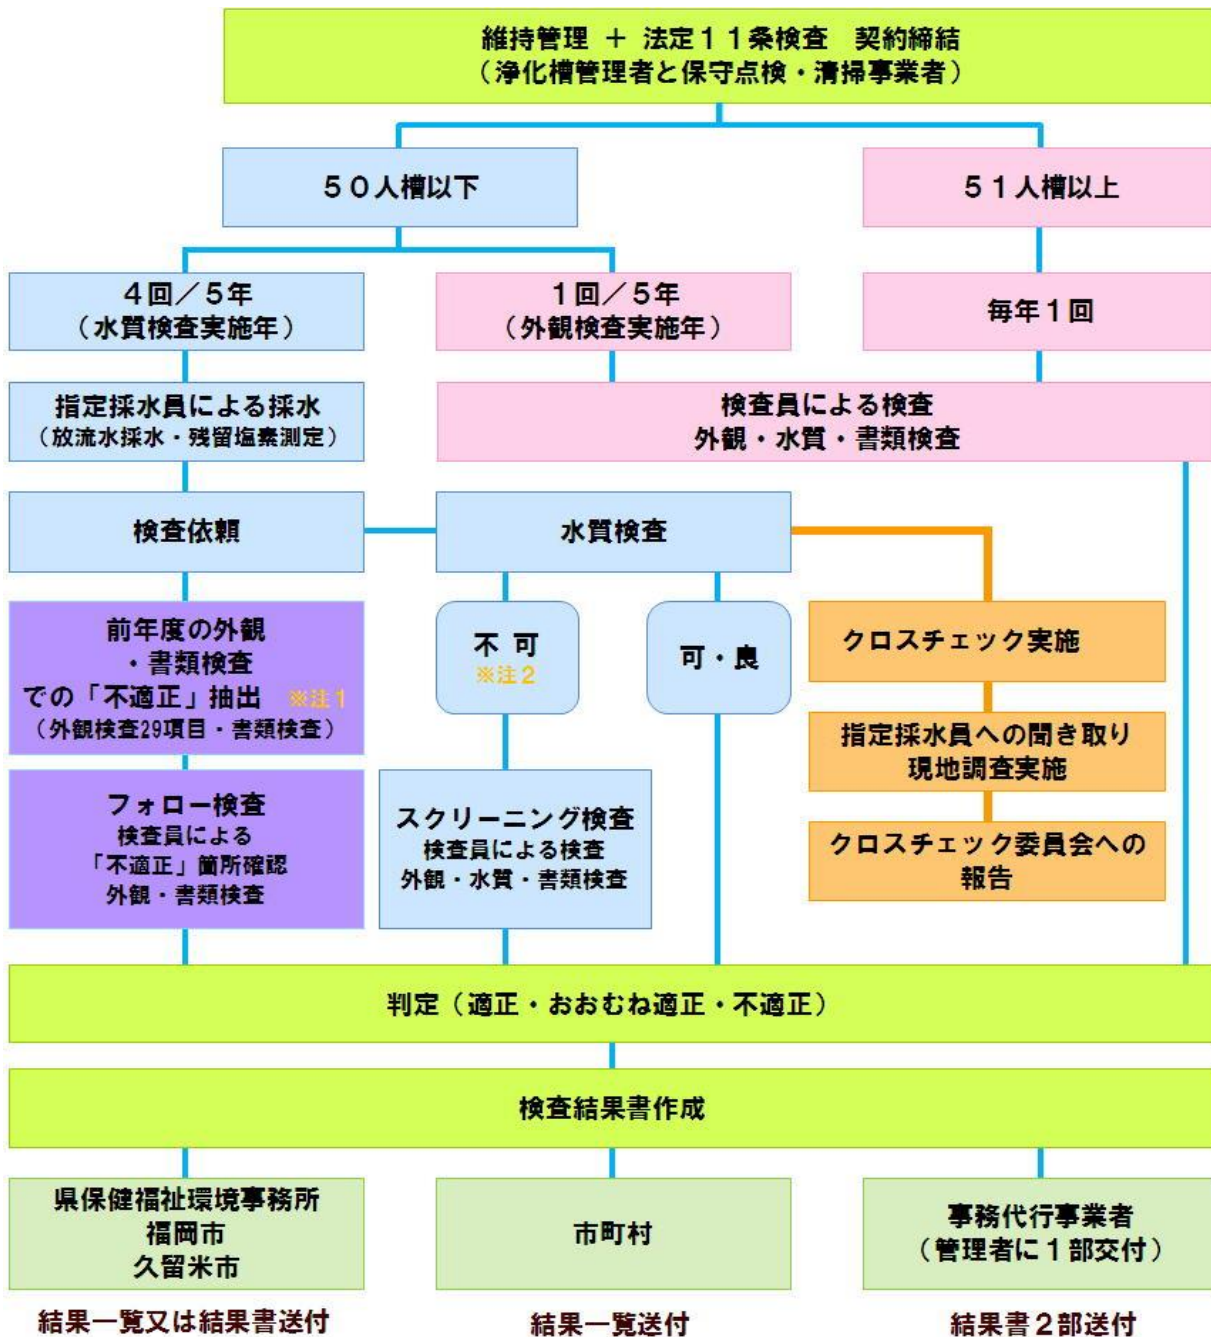 維持管理 ＋ 法定１１条検査　契約締結
（浄化槽管理者と保守点検・清掃事業者）
５０人槽以下
５１人槽以上
４回／５年
（水質検査実施年）
１回／５年
（外観検査実施年）
毎年１回
指定採水員による採水
（放流水採水・残留塩素測定）
検査員による検査
外観・水質・書類検査
検査依頼
水質検査
前年度の外観
・書類検査
での「不適正」抽出　※注１
（外観検査29項目・書類検査）
不 可
※注２
可・良
クロスチェック実施
指定採水員への聞き取り
現地調査実施
フォロー検査
検査員による
「不適正」箇所確認
外観・書類検査
スクリーニング検査
検査員による検査
外観・水質・書類検査
クロスチェック委員会への
報告
判定（適正・おおむね適正・不適正）
検査結果書作成
県保健福祉環境事務所
福岡市
久留米市
市町村
事務代行事業者
（管理者に１部交付）
結果一覧又は結果書送付
結果一覧送付
結果書２部送付